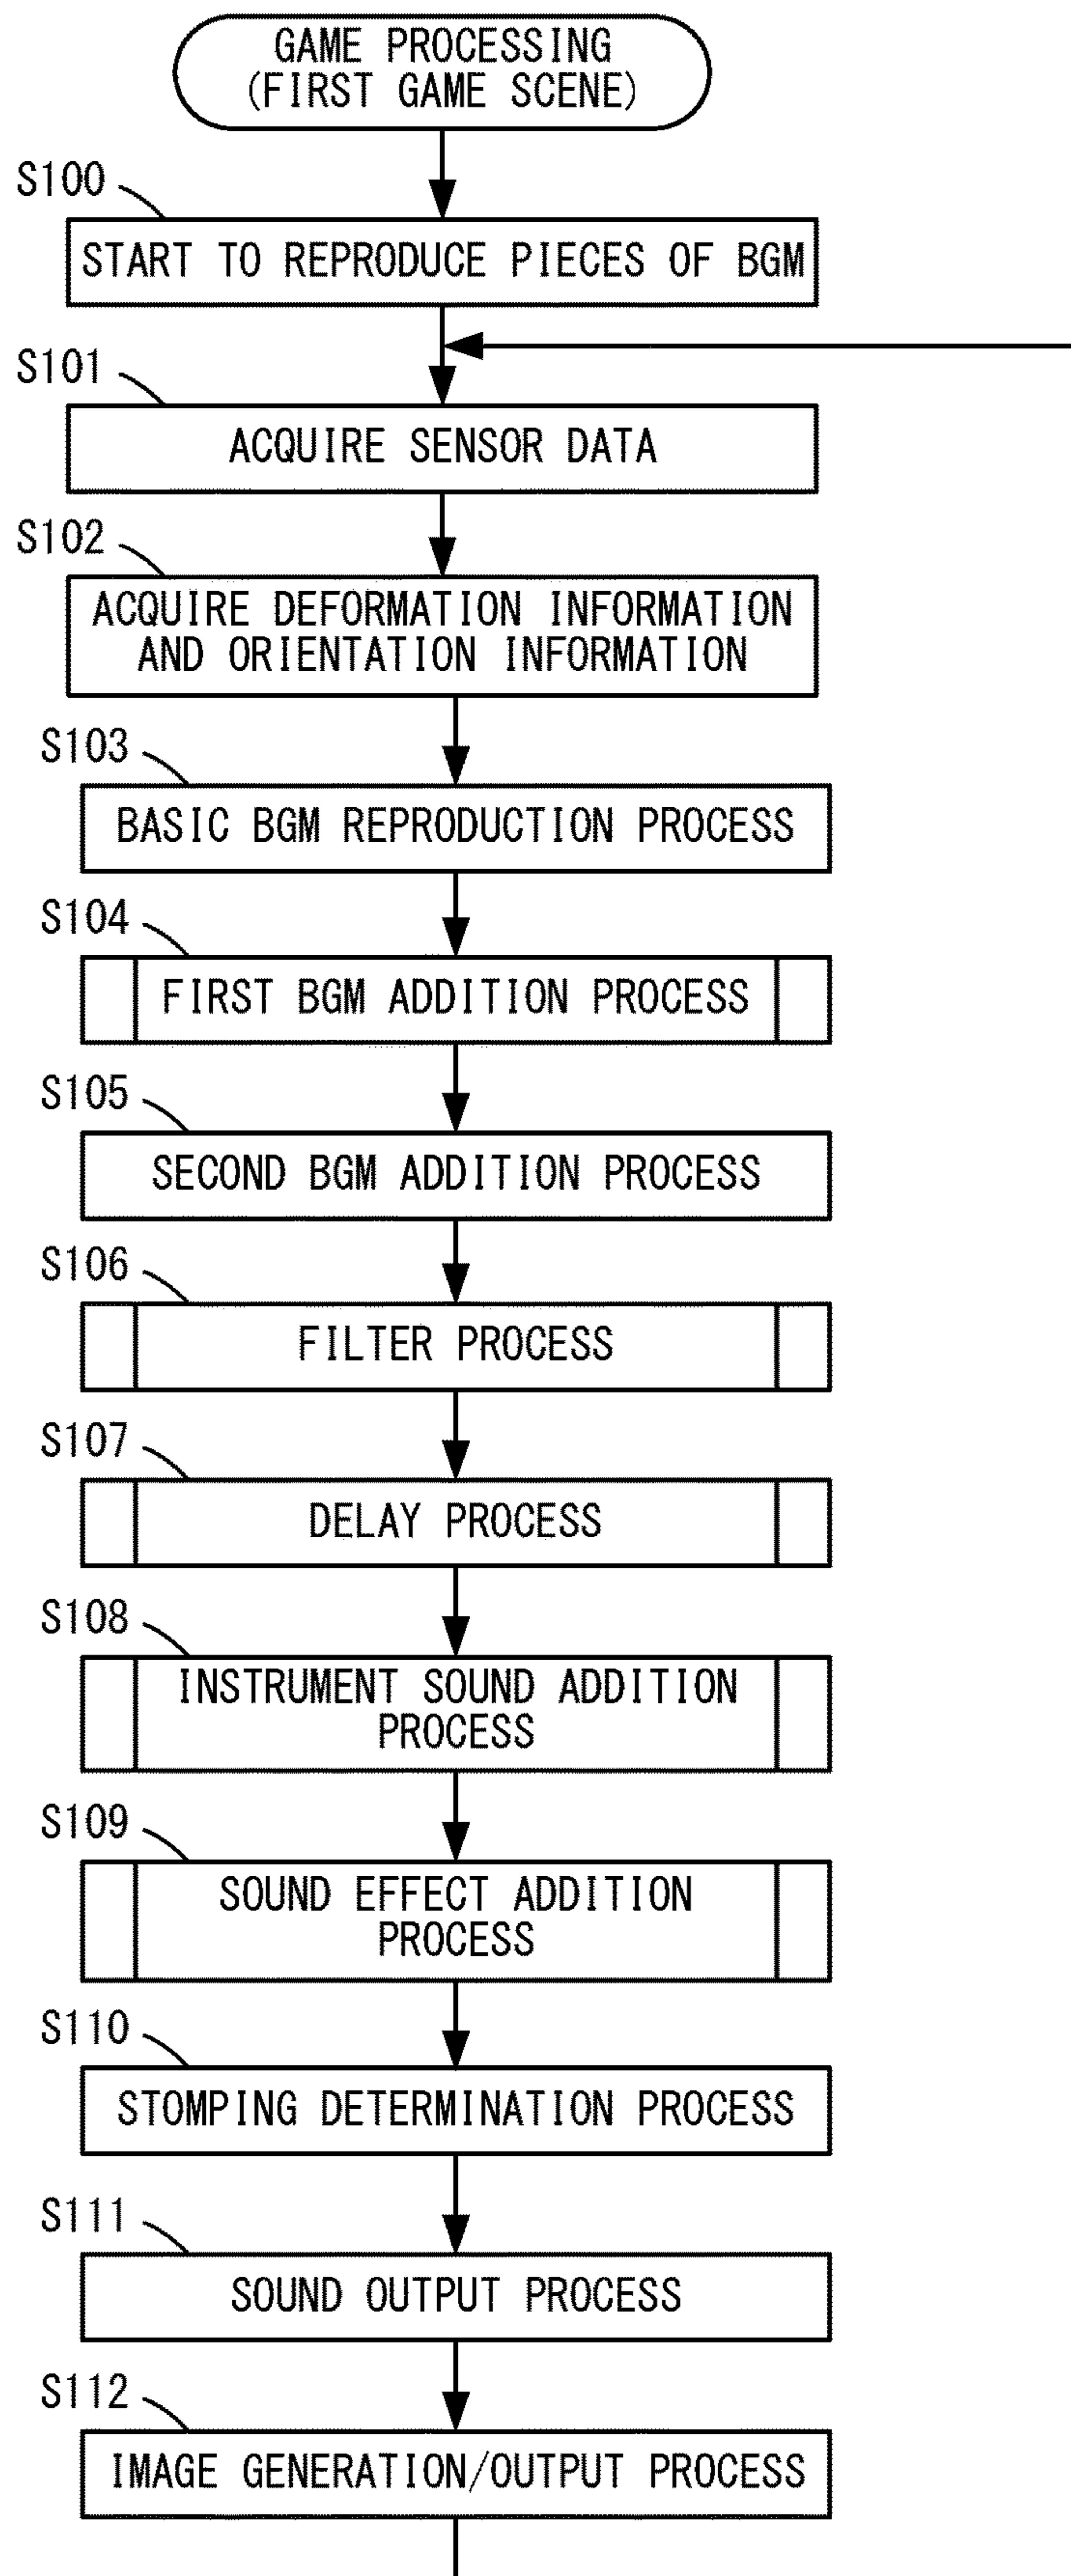 GAME PROCESSING
(FIRST GAME SCENE)
S100
START TO REPRODUCE PIECES OF BGM
S101
ACQUIRE SENSOR DATA
S102
ACQUIRE DEFORMATION INFORMATION
AND ORIENTATION INFORMATION
S103
BASIC BGM REPRODUCTION PROCESS
S104
FIRST BGM ADDITION PROCESS
S105
SECOND BGM ADDITION PROCESS
S106
FILTER PROCESS
S107
DELAY PROCESS
S108
INSTRUMENT SOUND ADDITION
PROCESS
S109
SOUND EFFECT ADDITION
PROCESS
S110
STOMPING DETERMINATION PROCESS
S111
SOUND OUTPUT PROCESS
S112
IMAGE GENERATION/OUTPUT PROCESS